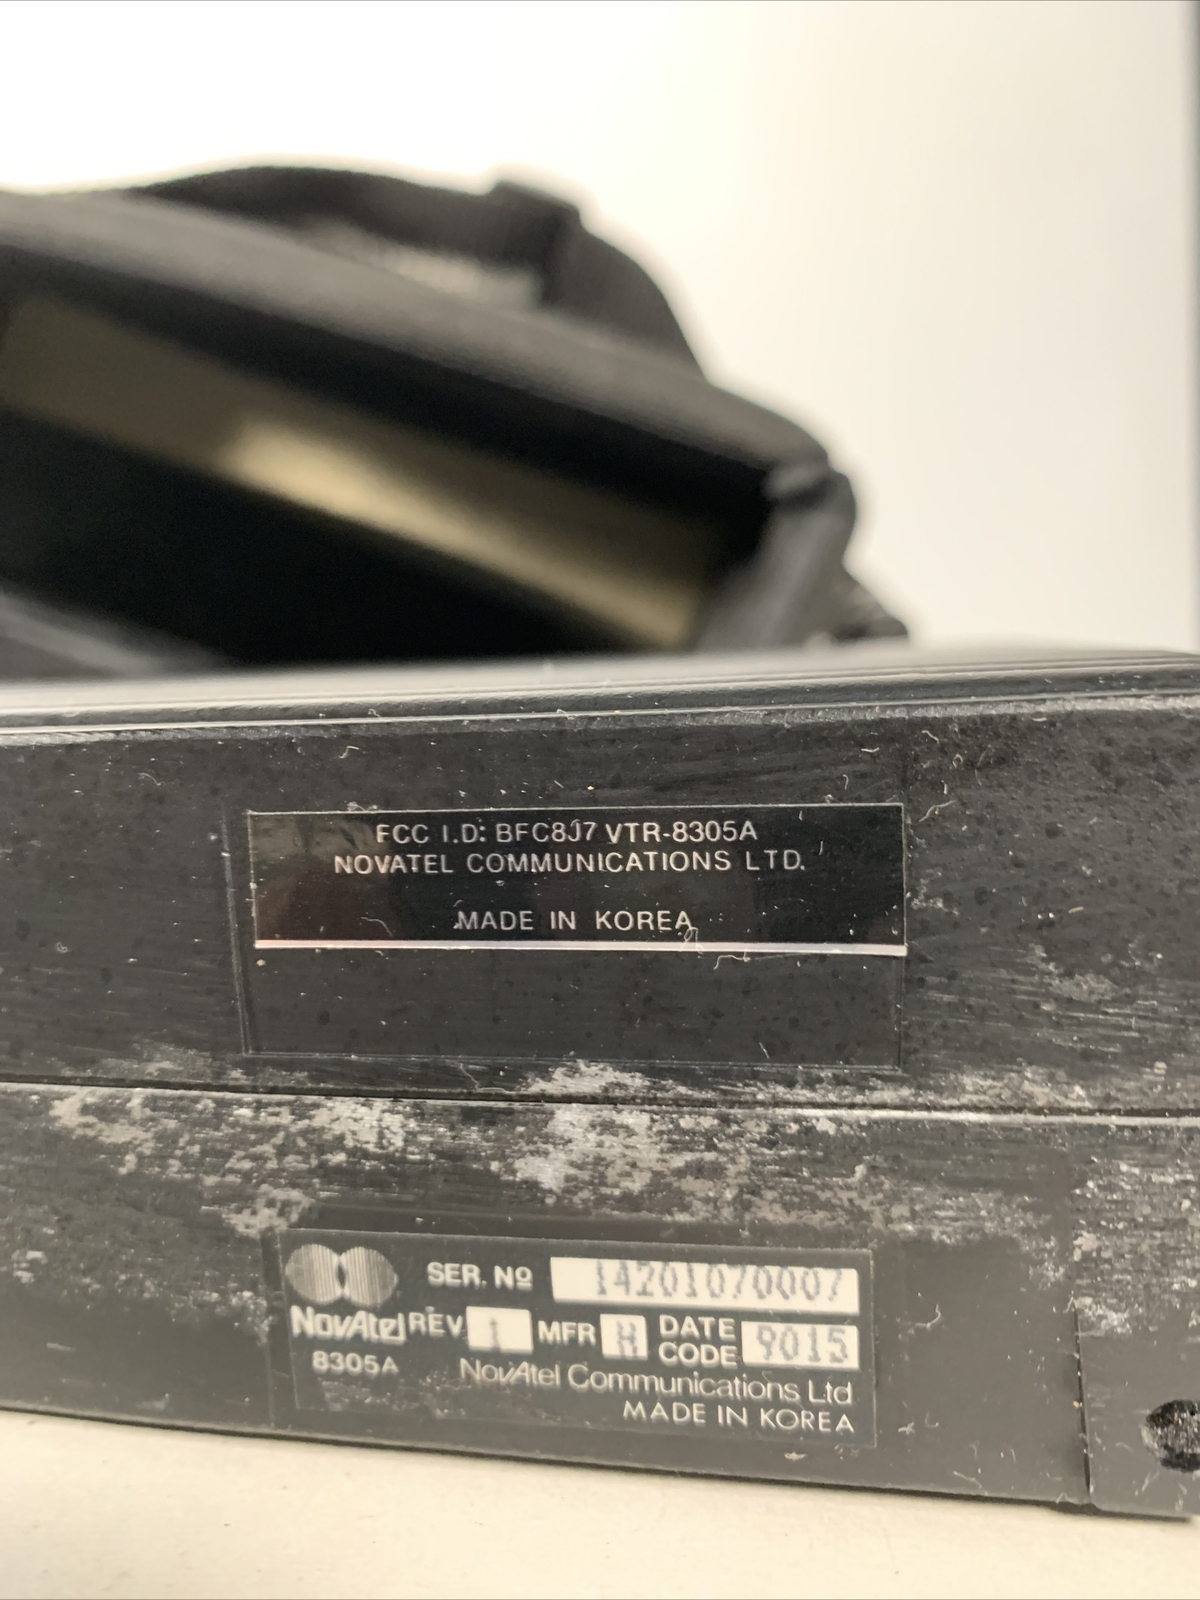 FCC I.D: BFC8J7 VTR-8305A
NOVATEL COMMUNICATIONS LTD.
MADE IN KOREA
SER. Nº 14201070007
NovAtel REV 1 MFR H DATE CODE 9015
8305A NovAtel Communications Ltd
MADE IN KOREA